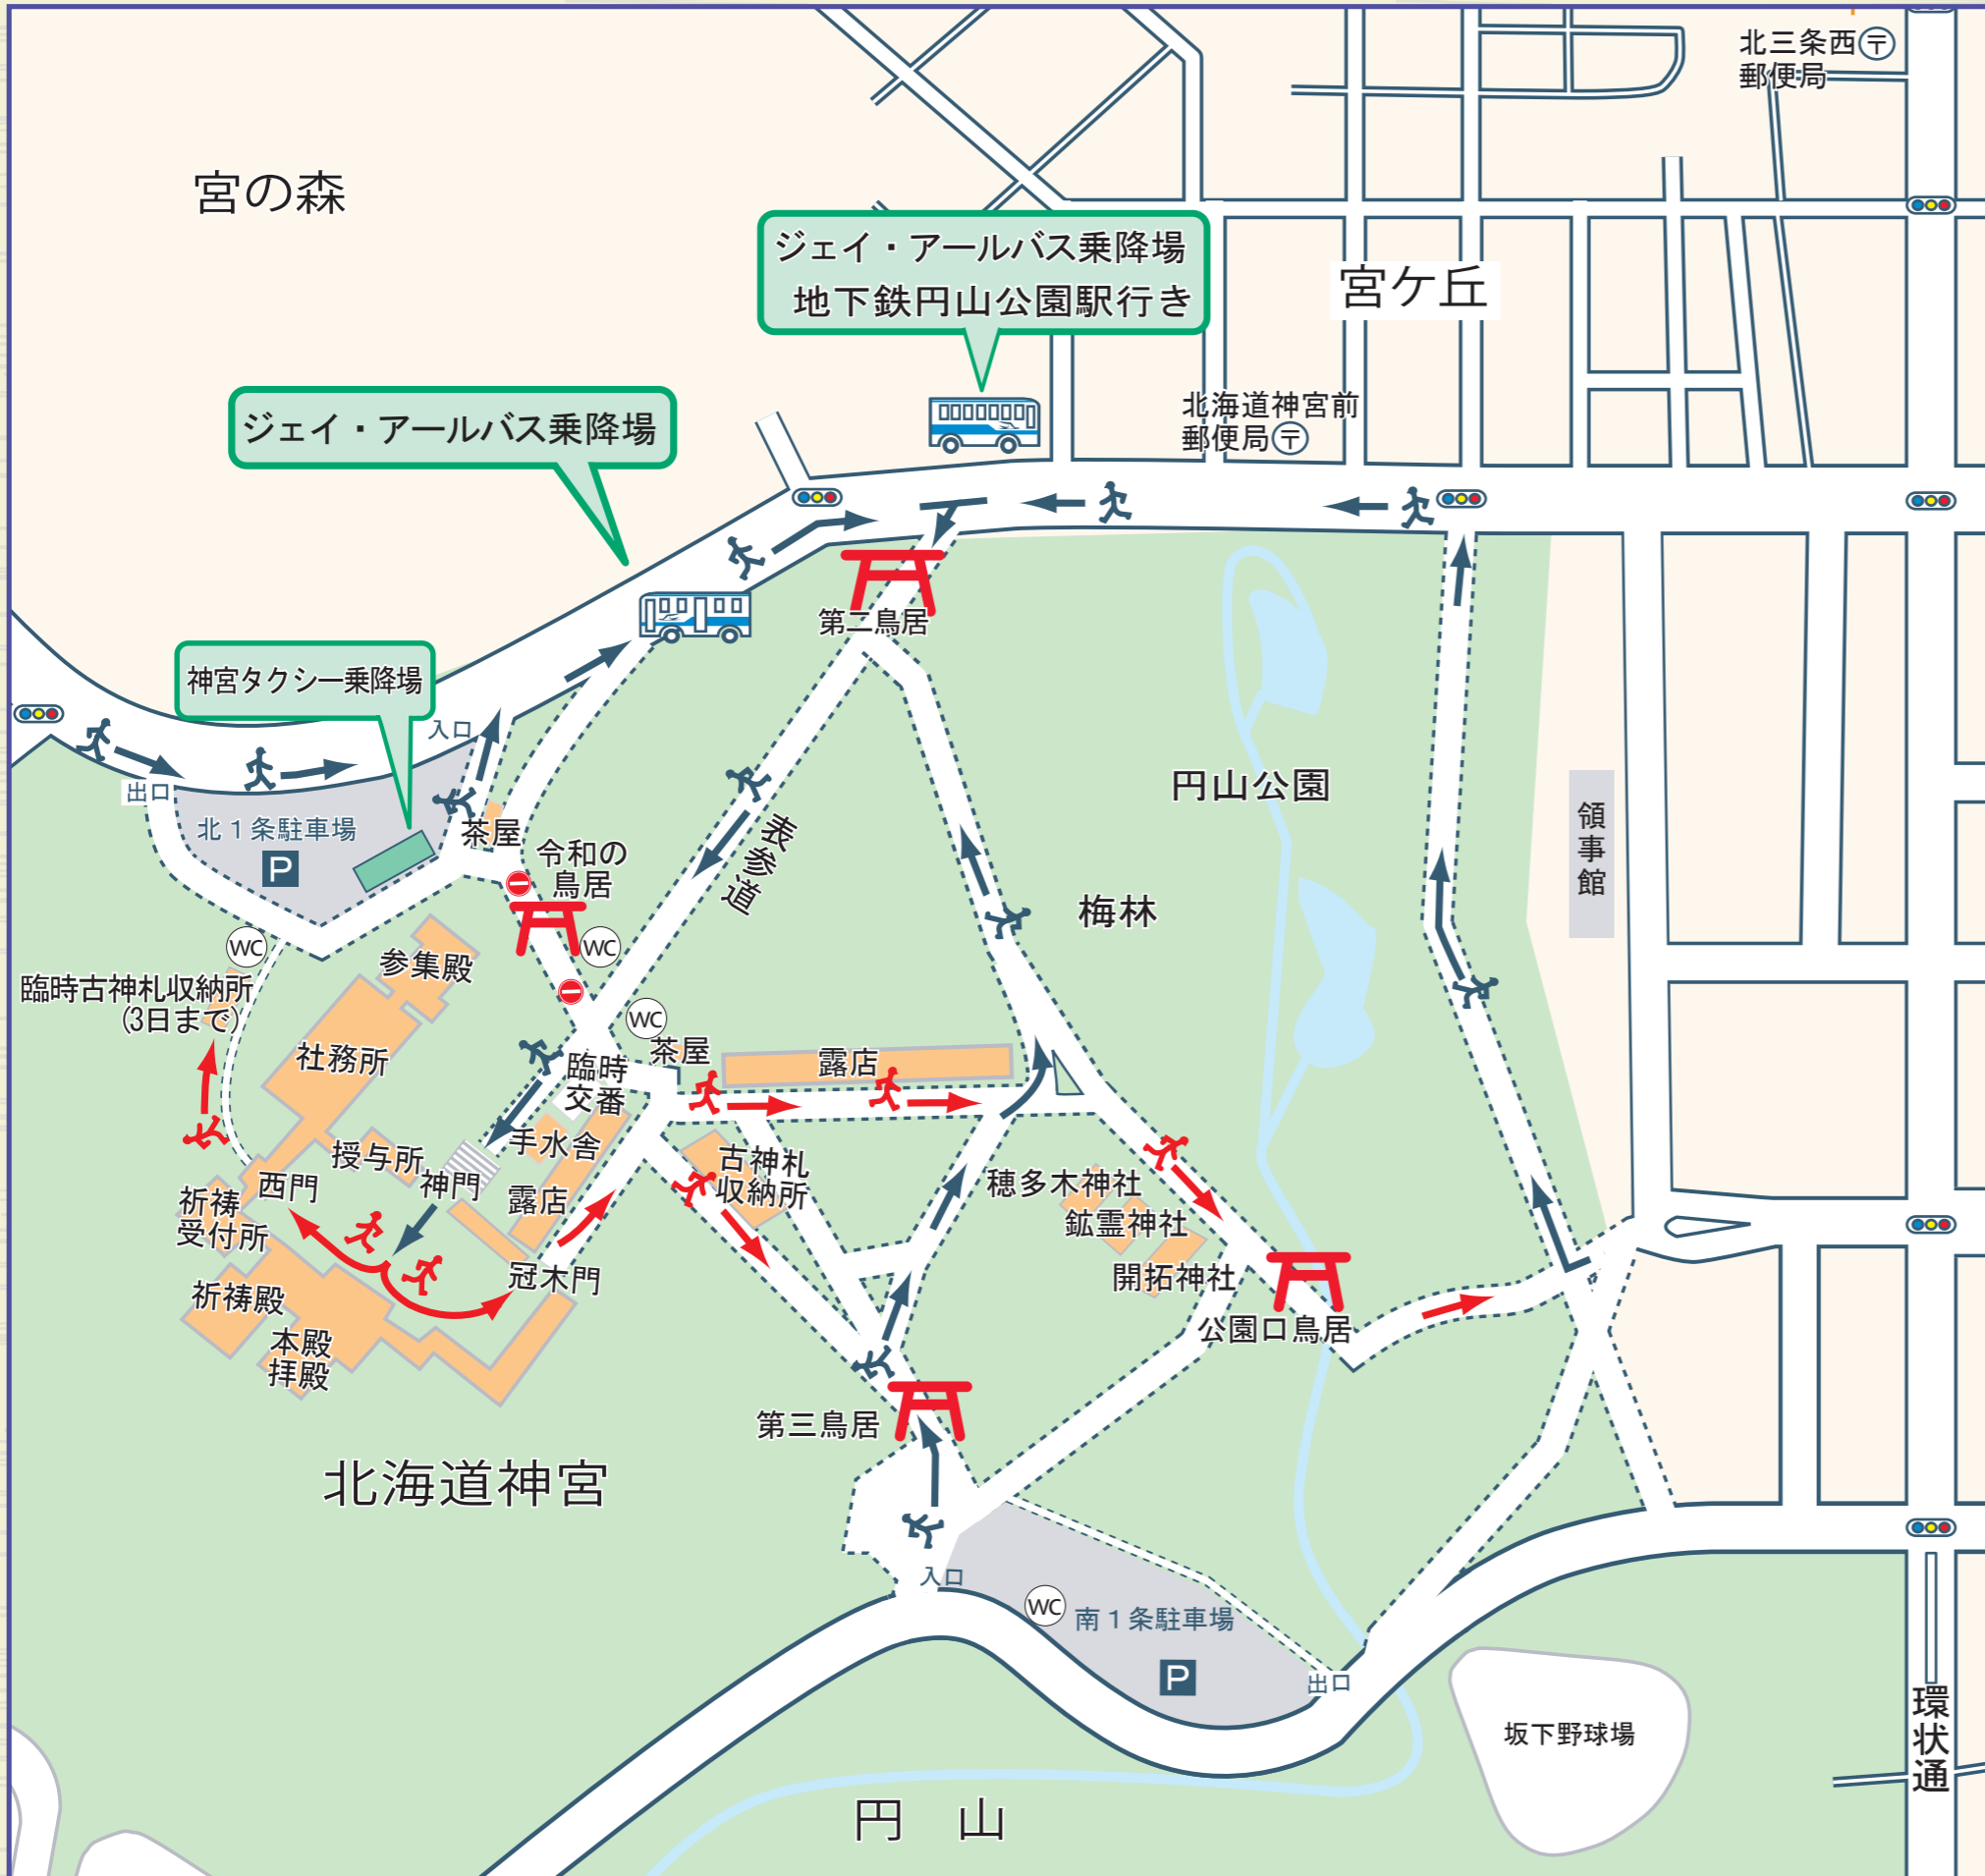 北三条西〒
郵便局
宮の森
ジェイ・アールバス乗降場
地下鉄円山公園駅行き
宮ケ丘
ジェイ・アールバス乗降場
北海道神宮前
郵便局〒
第二鳥居
神宮タクシー乗降場
入口
出口
北1条駐車場
P
茶屋
令和の
鳥居
表参道
円山公園
領事館
梅林
WC
WC
参集殿
臨時古神札収納所
(3日まで)
WC
茶屋
社務所
臨時
交番
露店
手水舎
授与所
神門
西門
露店
古神札
収納所
祈祷
受付所
穂多木神社
鉱霊神社
開拓神社
冠木門
祈祷殿
公園口鳥居
本殿
拝殿
第三鳥居
北海道神宮
入口
WC
南1条駐車場
P
出口
坂下野球場
環状通
円 山